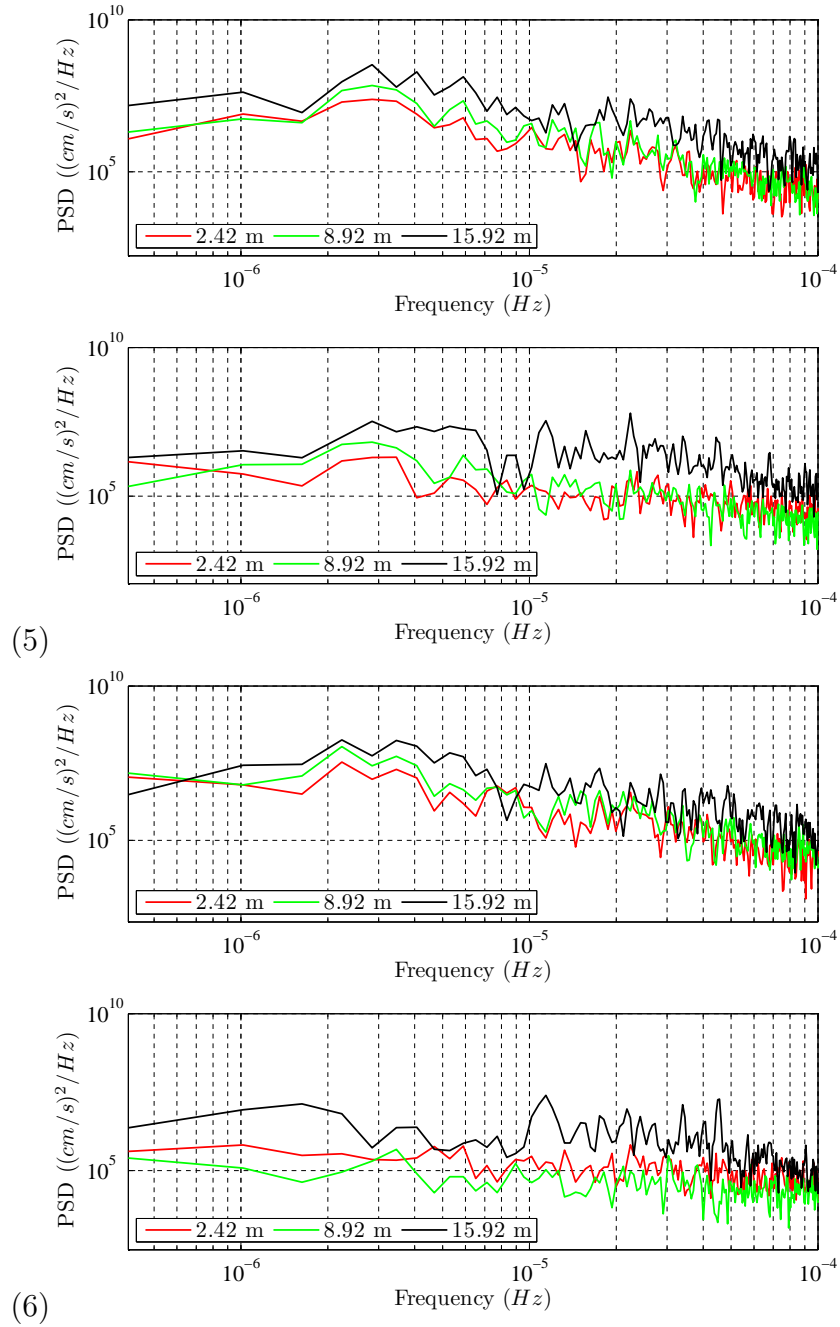 10^10
PSD ((cm/s)^2/Hz)
10^5
2.42 m 8.92 m 15.92 m
10^−6 10^−5 10^−4
Frequency (Hz)
10^10
PSD ((cm/s)^2/Hz)
10^5
2.42 m 8.92 m 15.92 m
10^−6 10^−5 10^−4
Frequency (Hz)
(5)
10^10
PSD ((cm/s)^2/Hz)
10^5
2.42 m 8.92 m 15.92 m
10^−6 10^−5 10^−4
Frequency (Hz)
10^10
PSD ((cm/s)^2/Hz)
10^5
2.42 m 8.92 m 15.92 m
10^−6 10^−5 10^−4
Frequency (Hz)
(6)